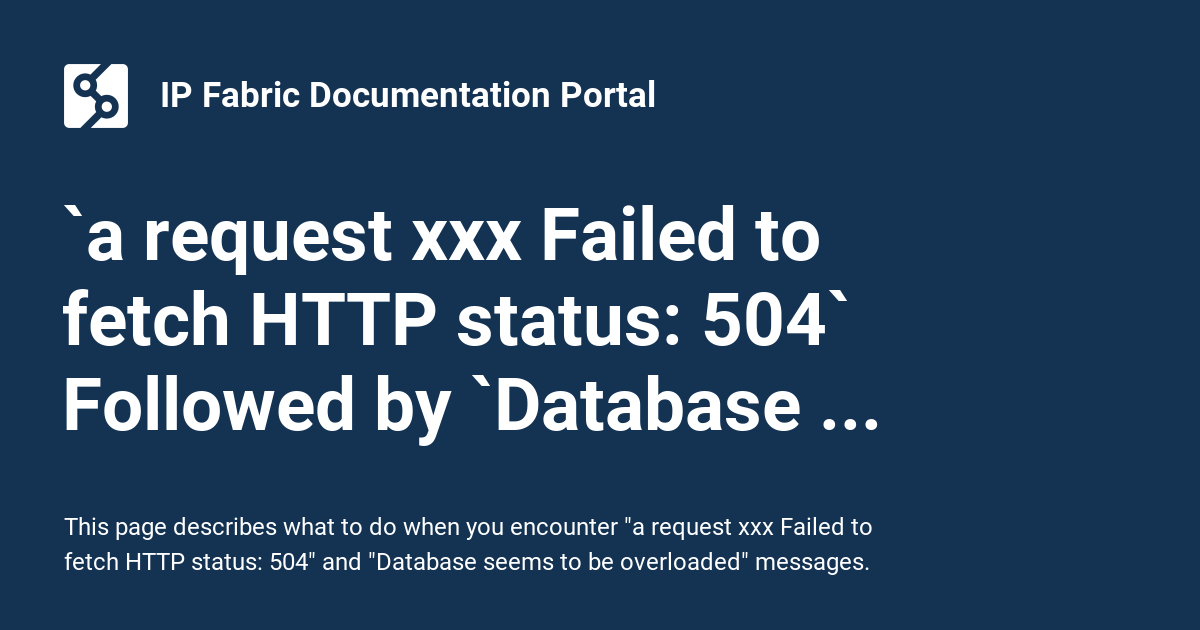 IP Fabric Documentation Portal
`a request xxx Failed to
fetch HTTP status: 504`
Followed by `Database ...
This page describes what to do when you encounter "a request xxx Failed to
fetch HTTP status: 504" and "Database seems to be overloaded" messages.